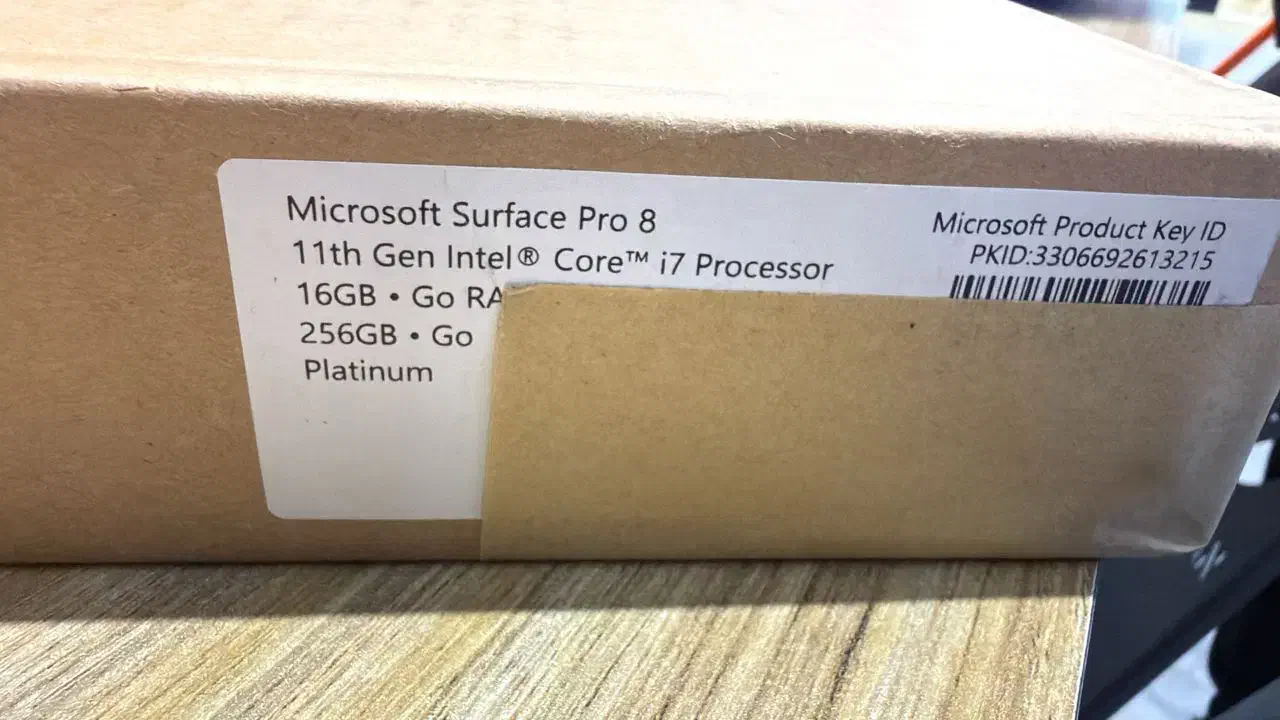 Microsoft Surface Pro 8
11th Gen Intel® Core™ i7 Processor
16GB • Go RA
256GB • Go
Platinum
Microsoft Product Key ID
PKID:3306692613215